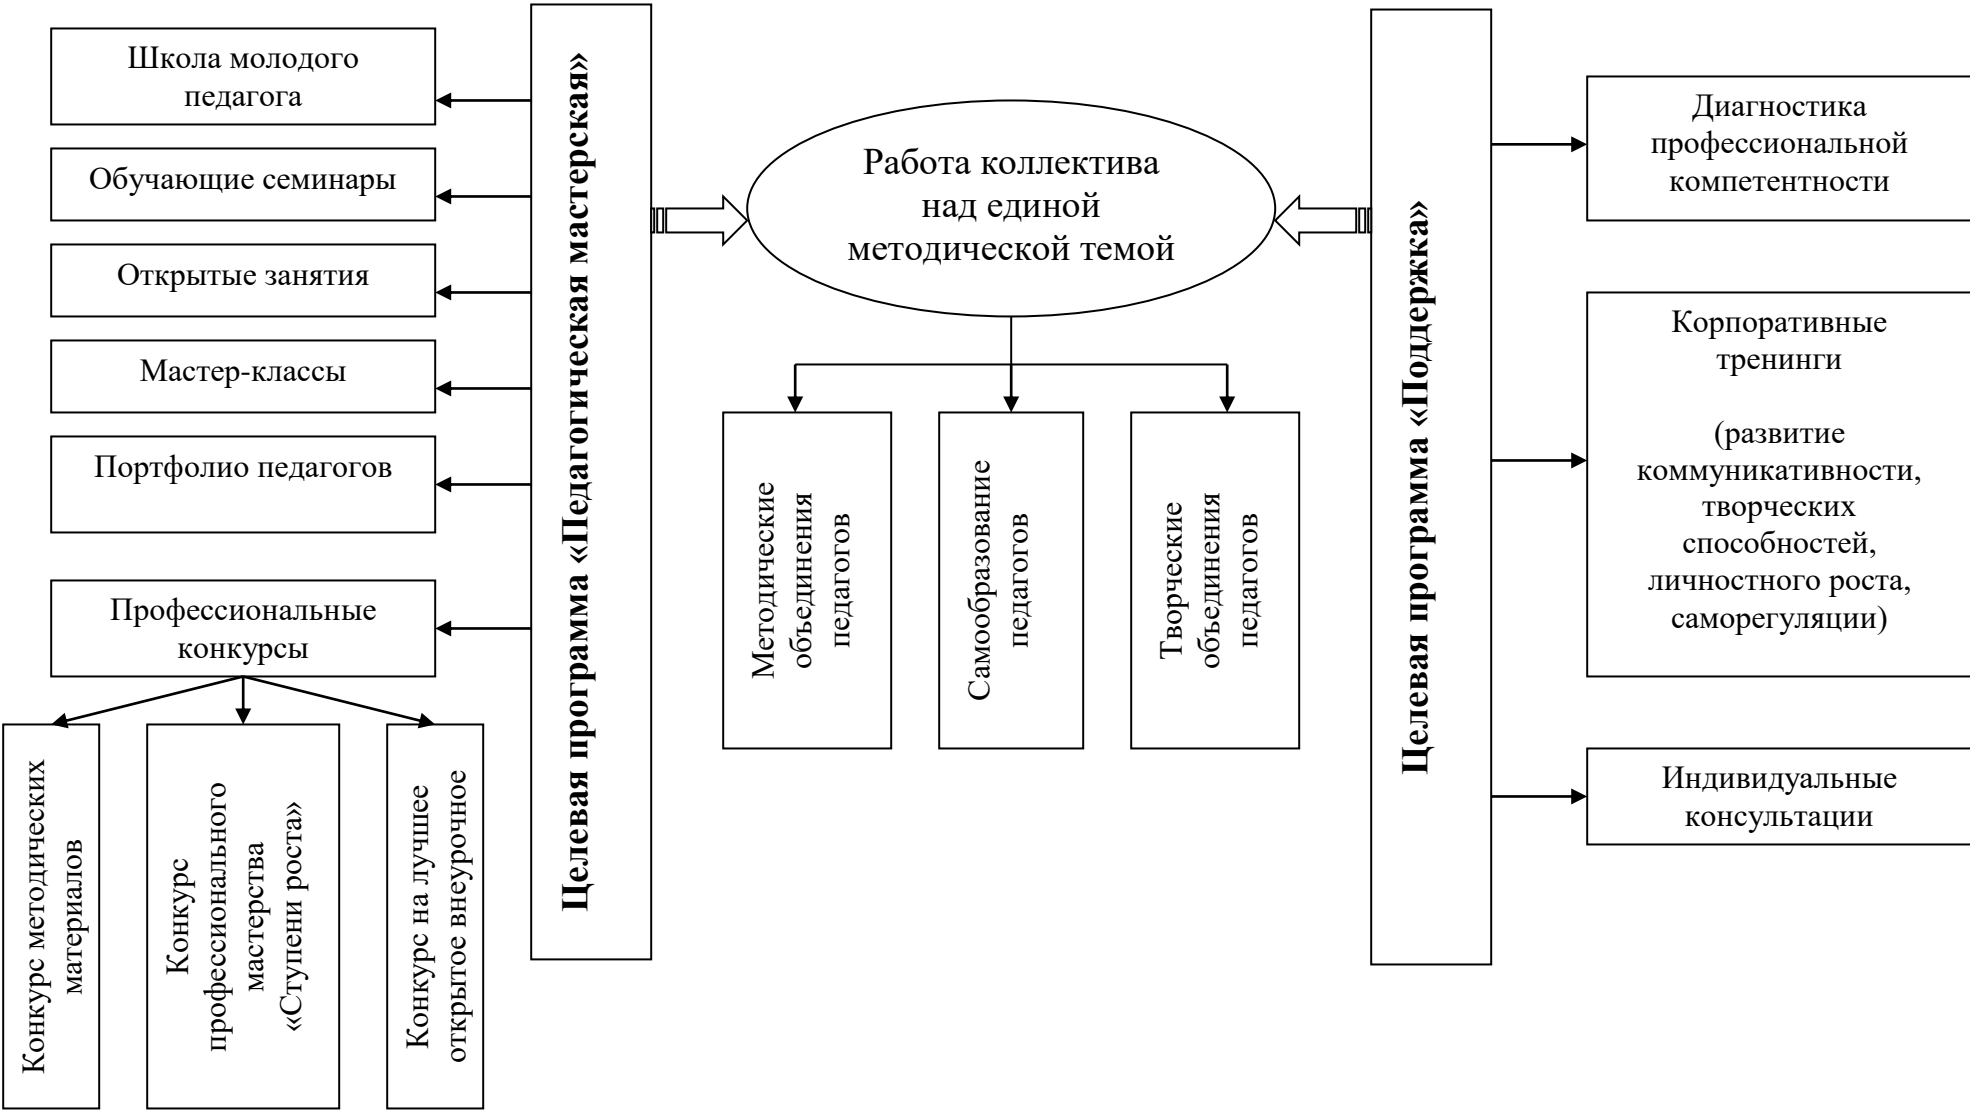 Школа молодого
педагога
Обучающие семинары
Открытые занятия
Мастер-классы
Портфолио педагогов
Профессиональные
конкурсы
Конкурс методических
материалов
Конкурс
профессионального
мастерства
«Ступени роста»
Конкурс на лучшее
открытое внеурочное
Целевая программа «Педагогическая мастерская»
Работа коллектива
над единой
методической темой
Методические
объединения
педагогов
Самообразование
педагогов
Творческие
объединения
педагогов
Целевая программа «Поддержка»
Диагностика
профессиональной
компетентности
Корпоративные
тренинги
(развитие
коммуникативности,
творческих
способностей,
личностного роста,
саморегуляции)
Индивидуальные
консультации